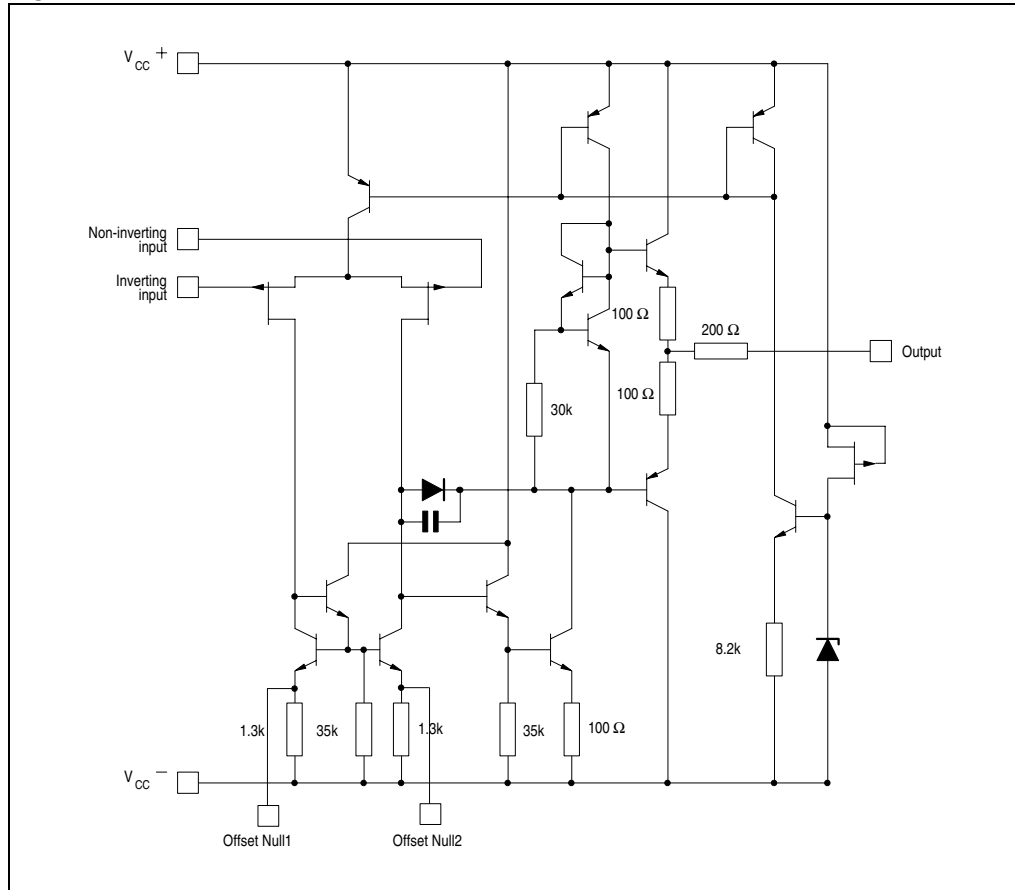 V CC +
Non-inverting
input
Inverting
input
100 Ω
200 Ω
Output
100 Ω
30k
8.2k
1.3k
35k
1.3k
35k
100 Ω
V CC −
Offset Null1
Offset Null2